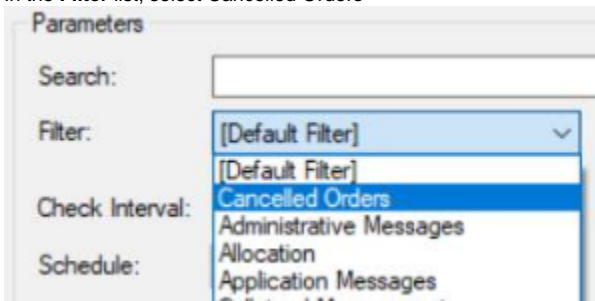 In the Filter list, select Cancelled Orders
Parameters
Search:
Filter:
[Default Filter]
[Default Filter]
Cancelled Orders
Check Interval:
Administrative Messages
Allocation
Schedule:
Application Messages